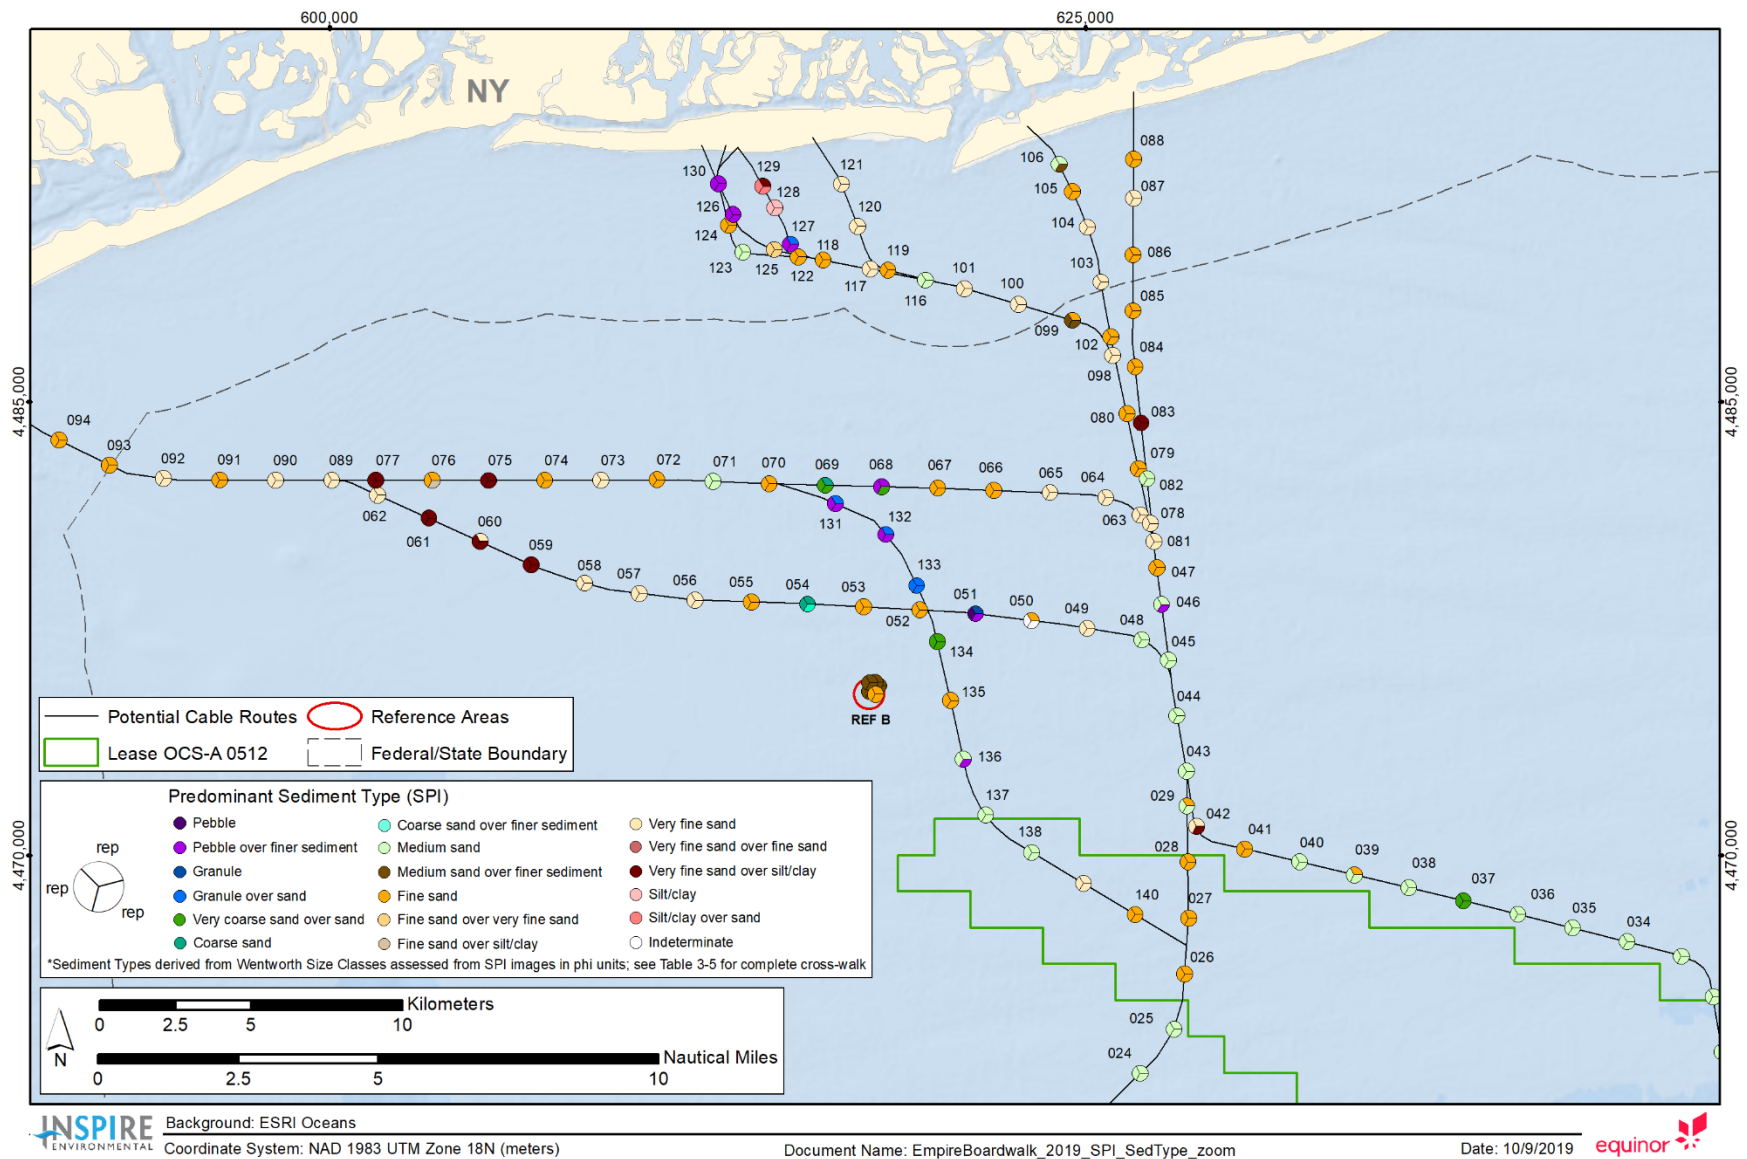 600,000
625,000
NY
4,485,000
4,485,000
4,470,000
4,470,000
088
121
106
129
130
087
128
105
120
126
104
124
127
118
119
086
103
101
123
125
122
117
100
116
085
099
102
084
098
080
083
094
093
092
091
090
089
077
076
075
074
073
072
071
070
069
068
067
066
065
064
079
082
062
063
078
061
060
131
132
081
059
058
057
056
055
054
053
133
051
050
049
047
046
052
048
045
134
135
044
REF B
136
043
137
029
042
138
028
041
040
039
038
037
036
035
034
140
027
026
025
024
Potential Cable Routes
Reference Areas
Lease OCS-A 0512
Federal/State Boundary
Predominant Sediment Type (SPI)
rep
rep
rep
Pebble
Pebble over finer sediment
Granule
Granule over sand
Very coarse sand over sand
Coarse sand
Coarse sand over finer sediment
Medium sand
Medium sand over finer sediment
Fine sand
Fine sand over very fine sand
Fine sand over silt/clay
Very fine sand
Very fine sand over fine sand
Very fine sand over silt/clay
Silt/clay
Silt/clay over sand
Indeterminate
*Sediment Types derived from Wentworth Size Classes assessed from SPI images in phi units; see Table 3-5 for complete cross-walk
N
Kilometers
0 2.5 5 10
Nautical Miles
0 2.5 5 10
INSPIRE
ENVIRONMENTAL
Background: ESRI Oceans
Coordinate System: NAD 1983 UTM Zone 18N (meters)
Document Name: EmpireBoardwalk_2019_SPI_SedType_zoom
Date: 10/9/2019
equinor